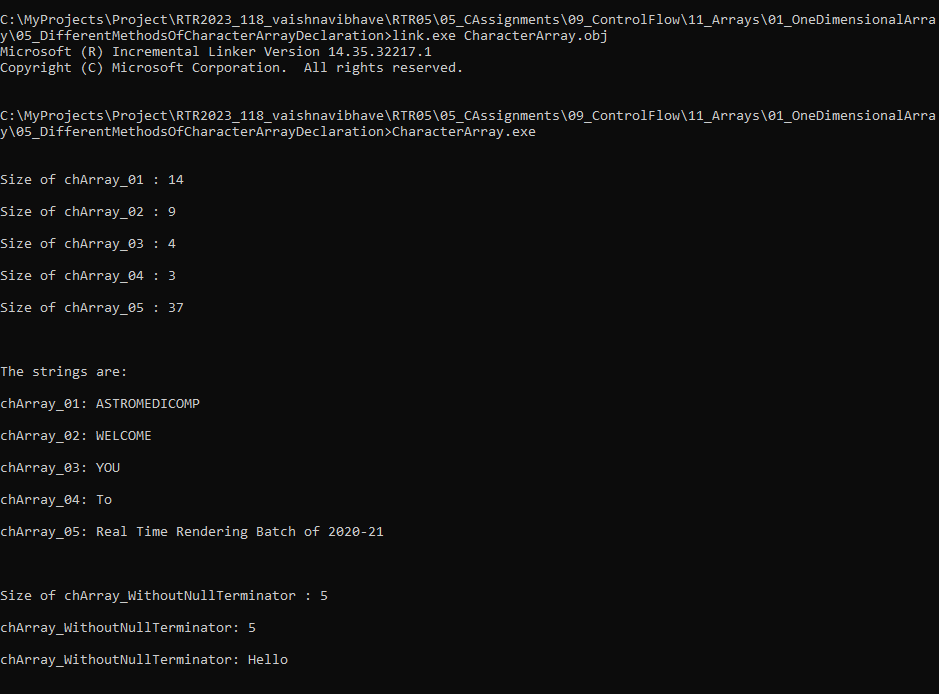 C:\MyProjects\Project\RTR2023_118_vaishnavibhave\RTR05\05_CAssignments\09_ControlFlow\11_Arrays\01_OneDimensionalArra
y\05_DifferentMethodsOfCharacterArrayDeclaration>link.exe CharacterArray.obj
Microsoft (R) Incremental Linker Version 14.35.32217.1
Copyright (C) Microsoft Corporation.  All rights reserved.
C:\MyProjects\Project\RTR2023_118_vaishnavibhave\RTR05\05_CAssignments\09_ControlFlow\11_Arrays\01_OneDimensionalArra
y\05_DifferentMethodsOfCharacterArrayDeclaration>CharacterArray.exe
Size of chArray_01 : 14
Size of chArray_02 : 9
Size of chArray_03 : 4
Size of chArray_04 : 3
Size of chArray_05 : 37
The strings are:
chArray_01: ASTROMEDICOMP
chArray_02: WELCOME
chArray_03: YOU
chArray_04: To
chArray_05: Real Time Rendering Batch of 2020-21
Size of chArray_WithoutNullTerminator : 5
chArray_WithoutNullTerminator: 5
chArray_WithoutNullTerminator: Hello